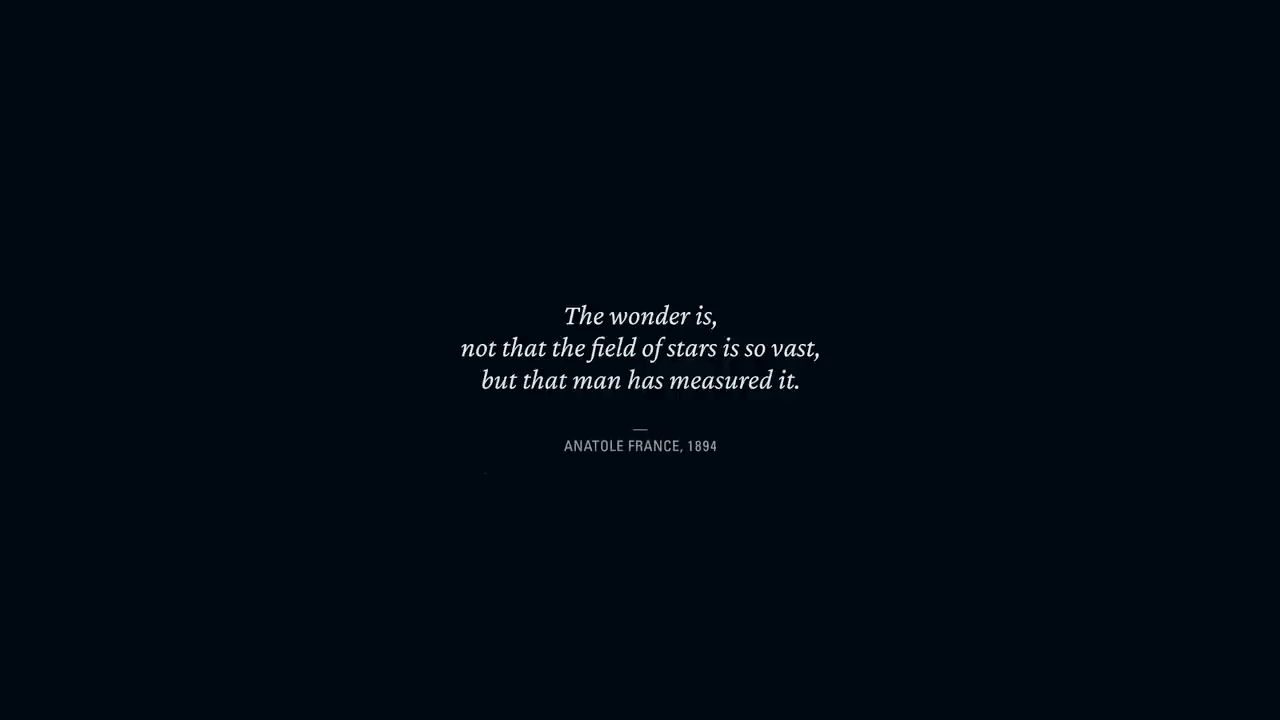 The wonder is,
not that the field of stars is so vast,
but that man has measured it.
—
ANATOLE FRANCE, 1894